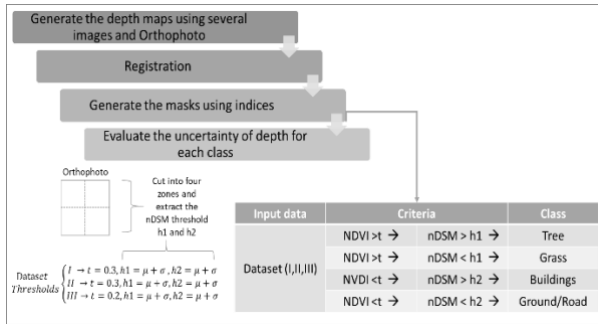 Generate the depth maps using several
images and Orthophoto
Registration
Generate the masks using indices
Evaluate the uncertainty of depth for
each class
Orthophoto
Cut into four
zones and
extract the
nDSM threshold
h1 and h2
Dataset
Thresholds
I → t = 0.3, h1 = μ + σ, h2 = μ + σ
II → t = 0.3, h1 = μ + σ, h2 = μ + σ
III → t = 0.2, h1 = μ + σ, h2 = μ + σ
Input data Criteria Class
Dataset (I,II,III)
NDVI >t → nDSM > h1 → Tree
NDVI >t → nDSM < h1 → Grass
NVDI <t → nDSM > h2 → Buildings
NDVI <t → nDSM < h2 → Ground/Road